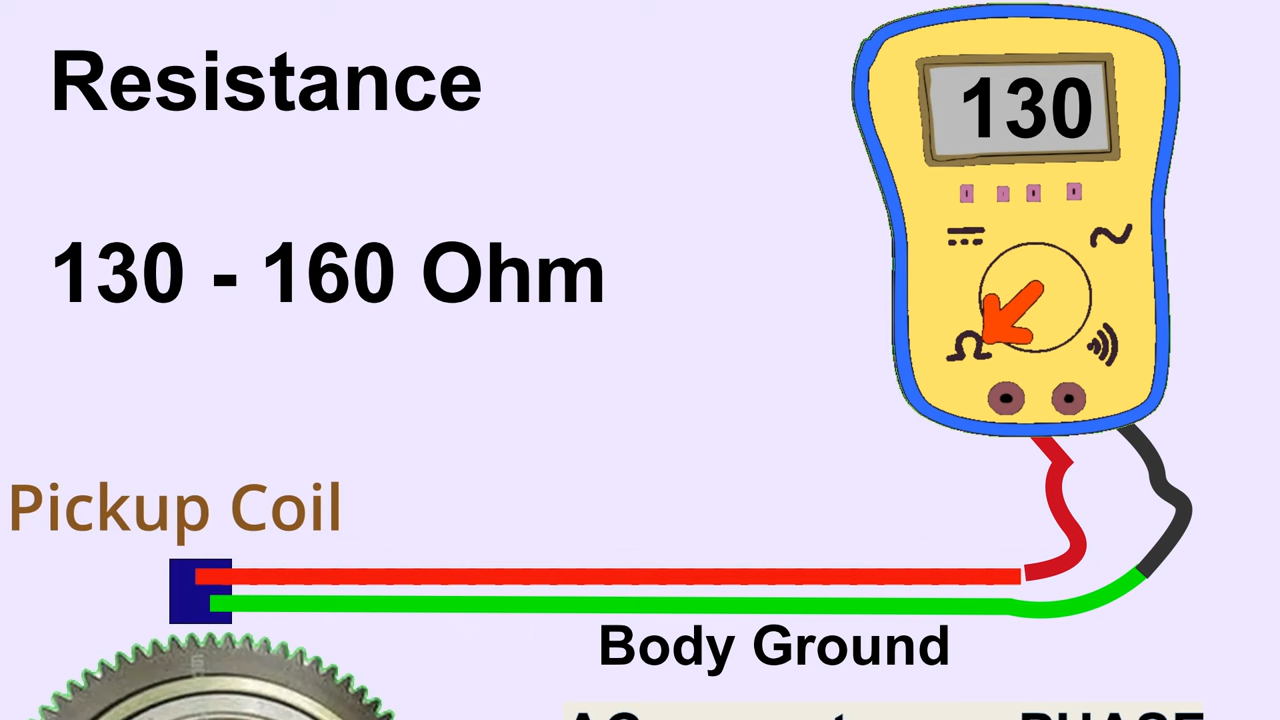 Resistance
130
130 - 160 Ohm
Ω
Pickup Coil
Body Ground